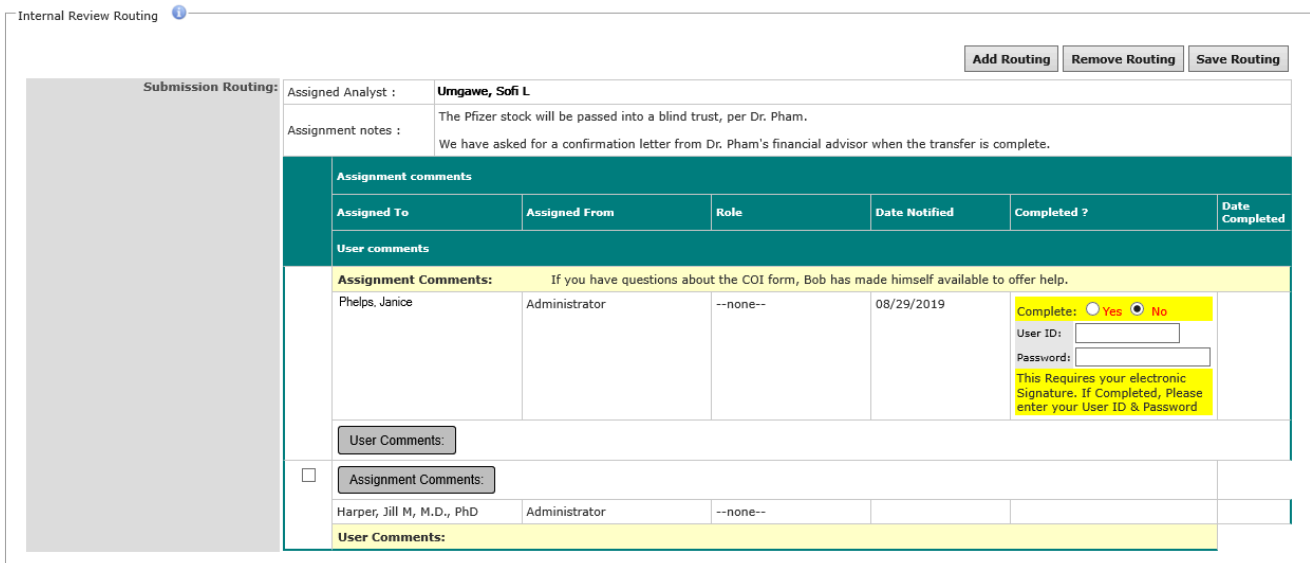 Internal Review Routing
Add Routing Remove Routing Save Routing
Submission Routing: Assigned Analyst : Umgawe, Sofi L
Assignment notes : The Pfizer stock will be passed into a blind trust, per Dr. Pham.
We have asked for a confirmation letter from Dr. Pham's financial advisor when the transfer is complete.
Assignment comments
Assigned To Assigned From Role Date Notified Completed ? Date Completed
User comments
Assignment Comments: If you have questions about the COI form, Bob has made himself available to offer help.
Phelps, Janice Administrator --none-- 08/29/2019 Complete: Yes No
User ID:
Password:
This Requires your electronic
Signature. If Completed, Please
enter your User ID & Password
User Comments:
Assignment Comments:
Harper, Jill M, M.D., PhD Administrator --none--
User Comments: